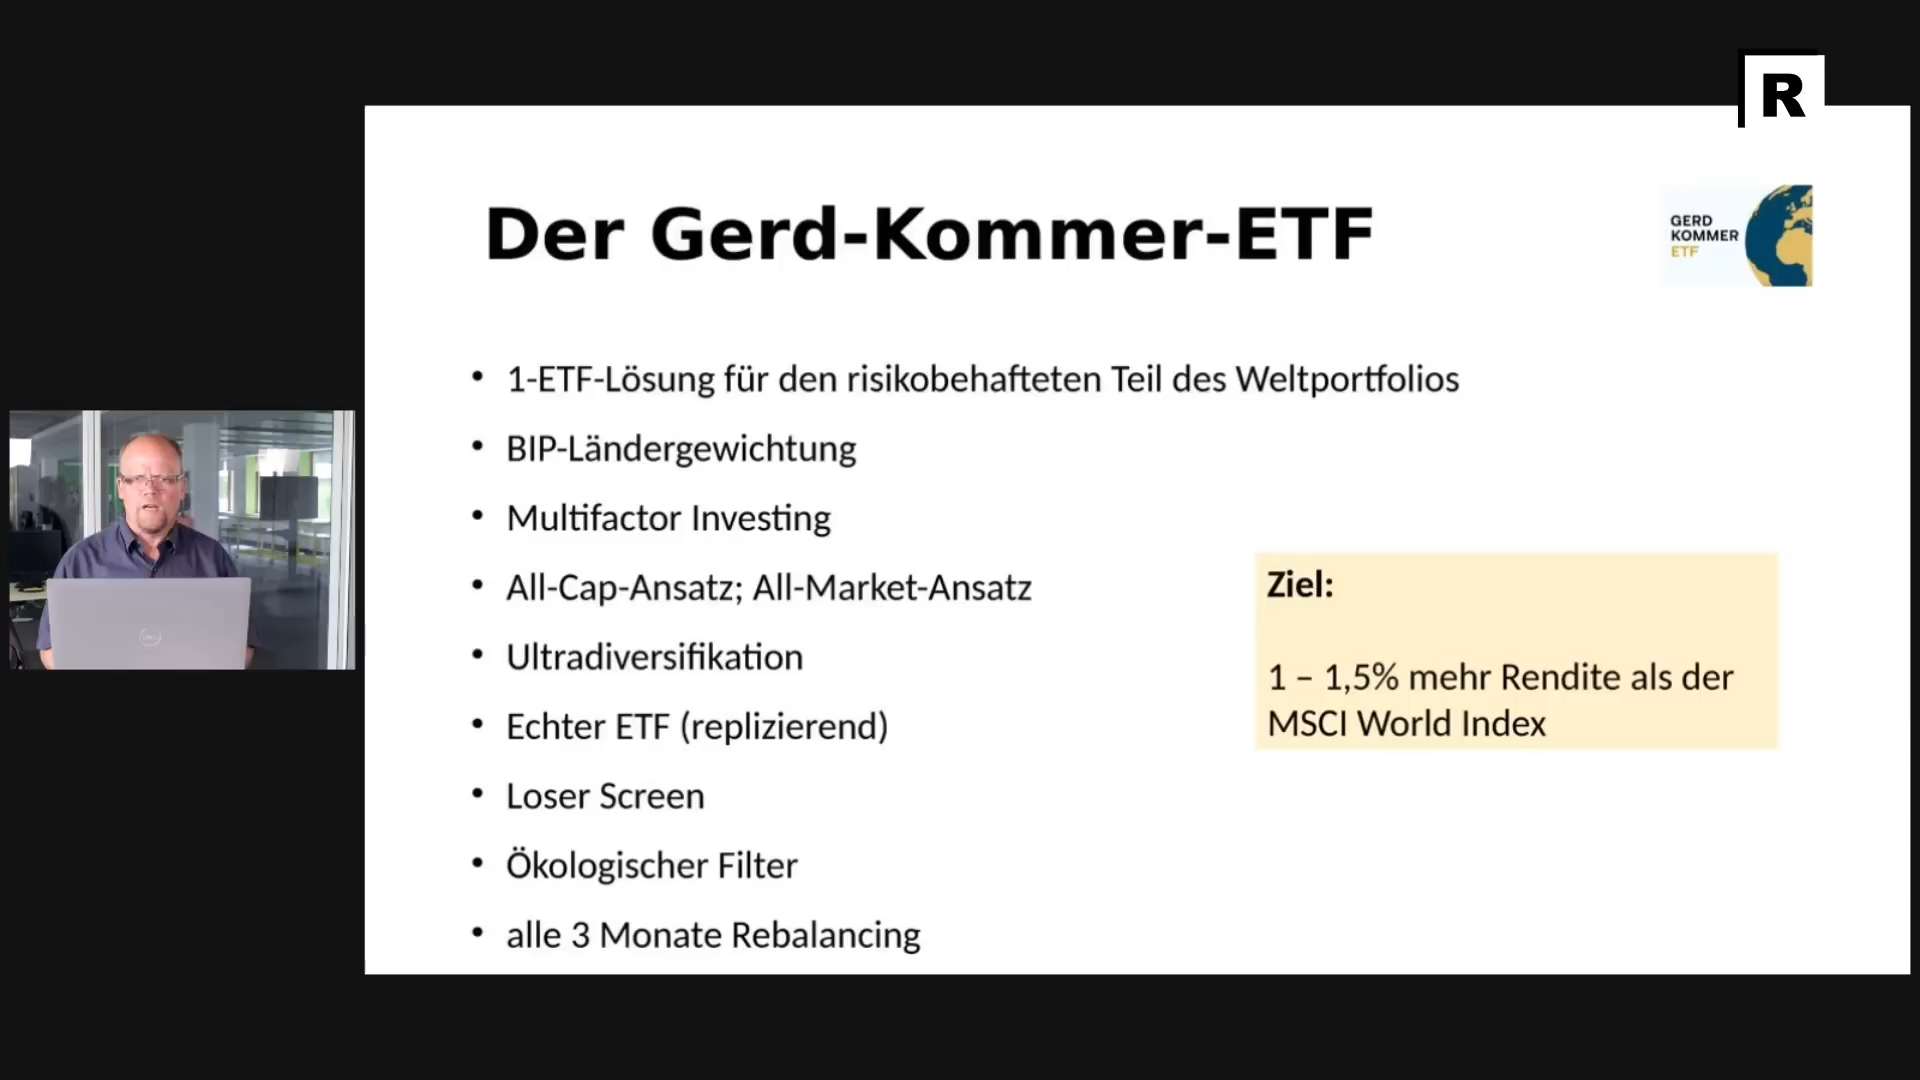 R
Der Gerd-Kommer-ETF
GERD
KOMMER
ETF
• 1-ETF-Lösung für den risikobehafteten Teil des Weltportfolios
• BIP-Ländergewichtung
• Multifactor Investing
• All-Cap-Ansatz; All-Market-Ansatz
• Ultradiversifikation
• Echter ETF (replizierend)
• Loser Screen
• Ökologischer Filter
• alle 3 Monate Rebalancing
Ziel:
1 – 1,5% mehr Rendite als der
MSCI World Index